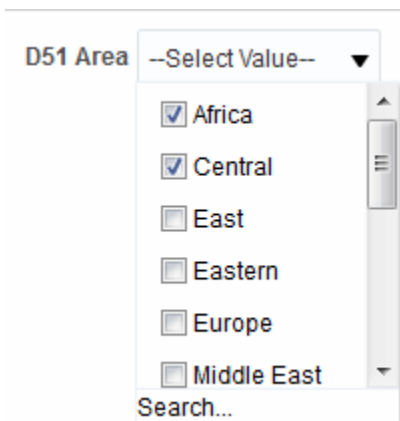 D51 Area --Select Value--
Africa
Central
East
Eastern
Europe
Middle East
Search...